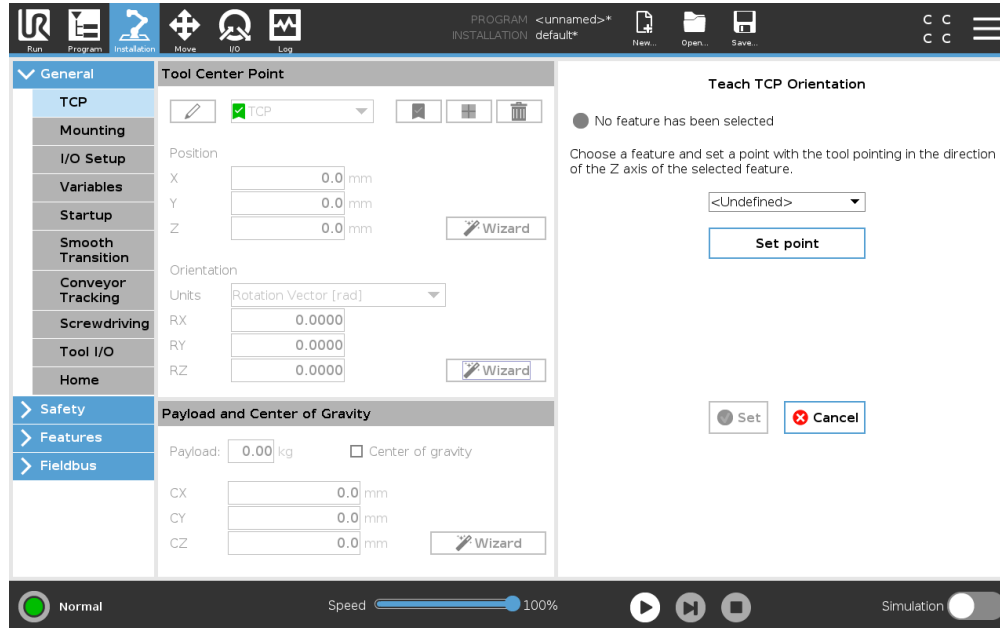 UR
Run
Program
Installation
Move
I/O
Log
PROGRAM <unnamed>*
INSTALLATION default*
New...
Open...
Save...
C C
C C
General
TCP
Mounting
I/O Setup
Variables
Startup
Smooth
Transition
Conveyor
Tracking
Screwdriving
Tool I/O
Home
Safety
Features
Fieldbus
Tool Center Point
TCP
Position
X 0.0 mm
Y 0.0 mm
Z 0.0 mm
Wizard
Orientation
Units Rotation Vector [rad]
RX 0.0000
RY 0.0000
RZ 0.0000
Wizard
Payload and Center of Gravity
Payload: 0.00 kg Center of gravity
CX 0.0 mm
CY 0.0 mm
CZ 0.0 mm
Wizard
Teach TCP Orientation
No feature has been selected
Choose a feature and set a point with the tool pointing in the direction
of the Z axis of the selected feature.
<Undefined>
Set point
Set
Cancel
Normal
Speed 100%
Simulation